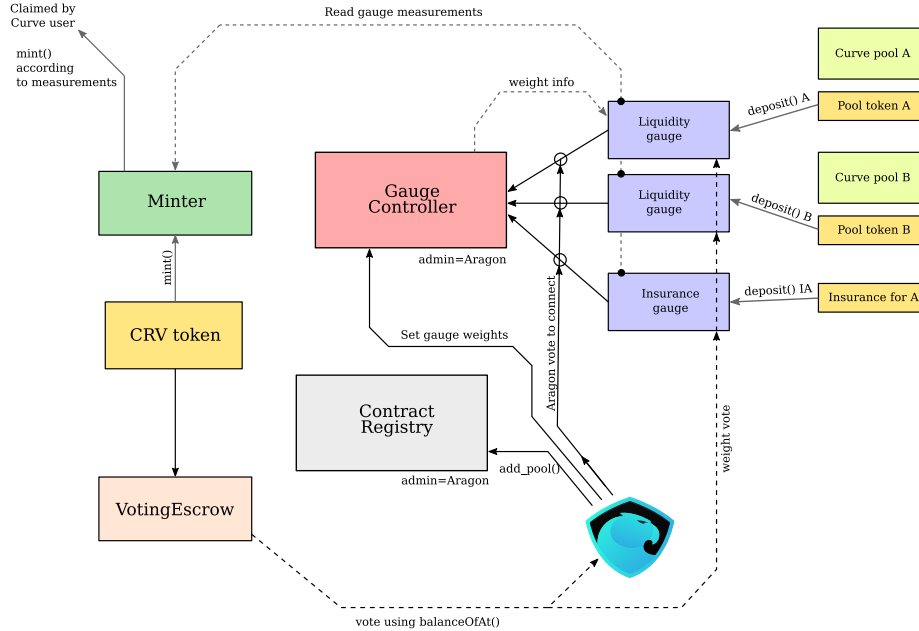 Claimed by
Curve user
Read gauge measurements
mint()
according
to measurements
weight info
Curve pool A
deposit() A
Pool token A
Liquidity
gauge
Minter
Gauge
Controller
Curve pool B
Liquidity
gauge
deposit() B
Pool token B
admin=Aragon
mint()
Insurance
gauge
deposit() IA
Insurance for A
CRV token
Set gauge weights
Aragon vote to connect
Contract
Registry
weight vote
add_pool()
admin=Aragon
VotingEscrow
vote using balanceOfAt()